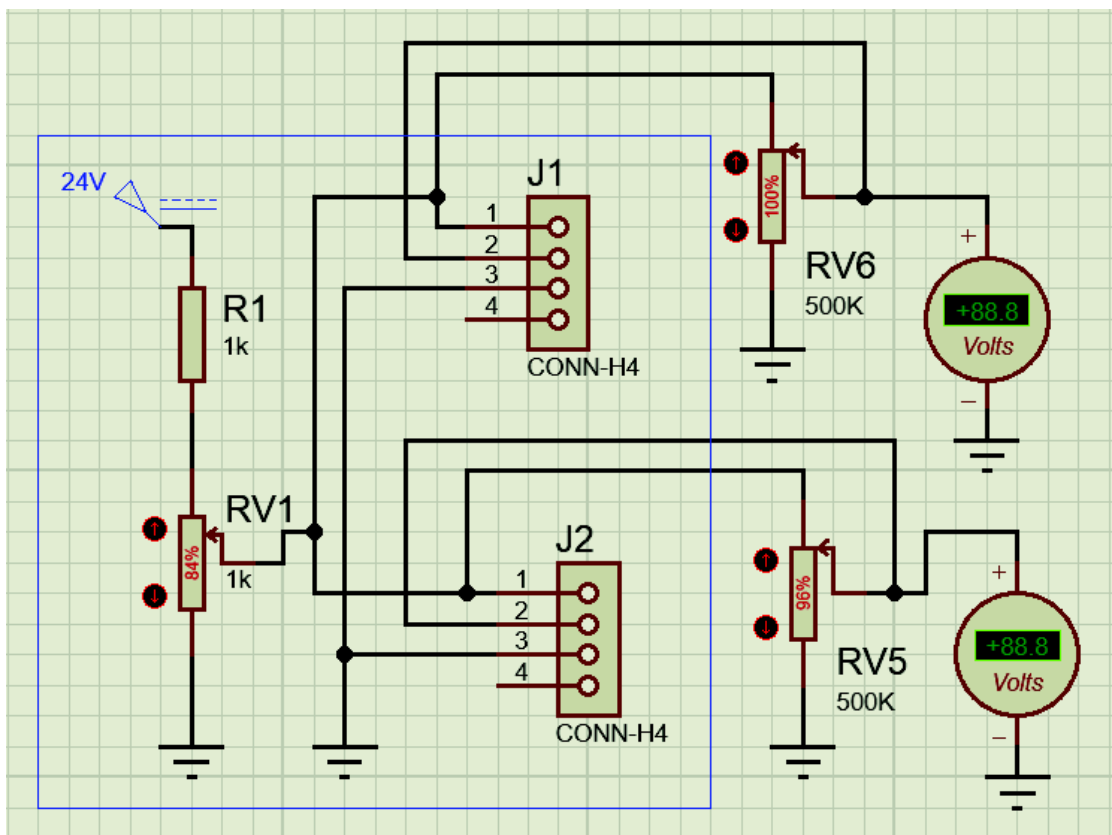 24V
R1
1k
RV1
84%
1k
J1
1
2
3
4
CONN-H4
J2
1
2
3
4
CONN-H4
100%
RV6
500K
+
+88.8
Volts
−
96%
RV5
500K
+
+88.8
Volts
−